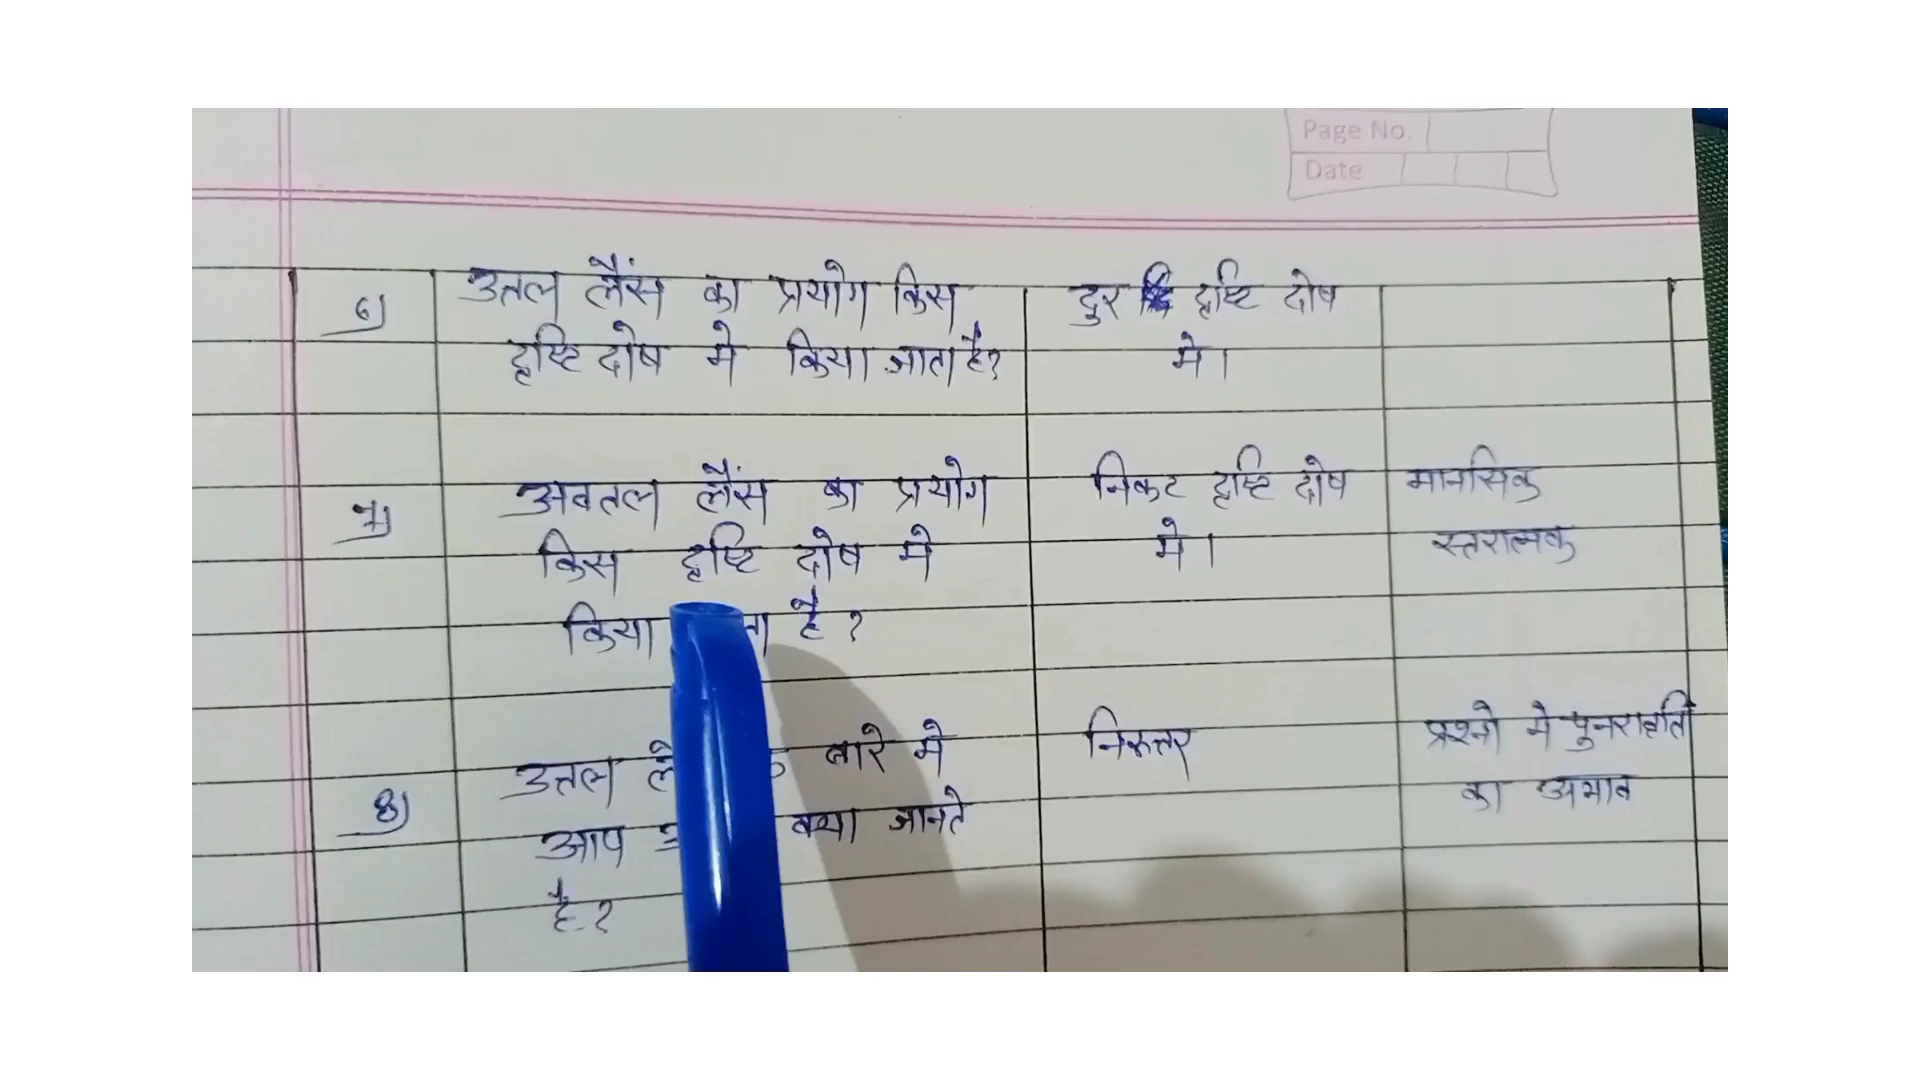 Page No.
Date
6) उत्तल लैंस का प्रयोग किस दुर दृष्टि दोष
दृष्टि दोष मे किया जाता है? मे।
7) अवतल लैंस का प्रयोग निकट दृष्टि दोष मानसिक
किस दृष्टि दोष मे मे। स्तरात्मक
किया है?
उत्तल बारे मे निरूत्तर प्रश्नो मे पुनरावृति
8) आप क्या जानते का अभाव
है?